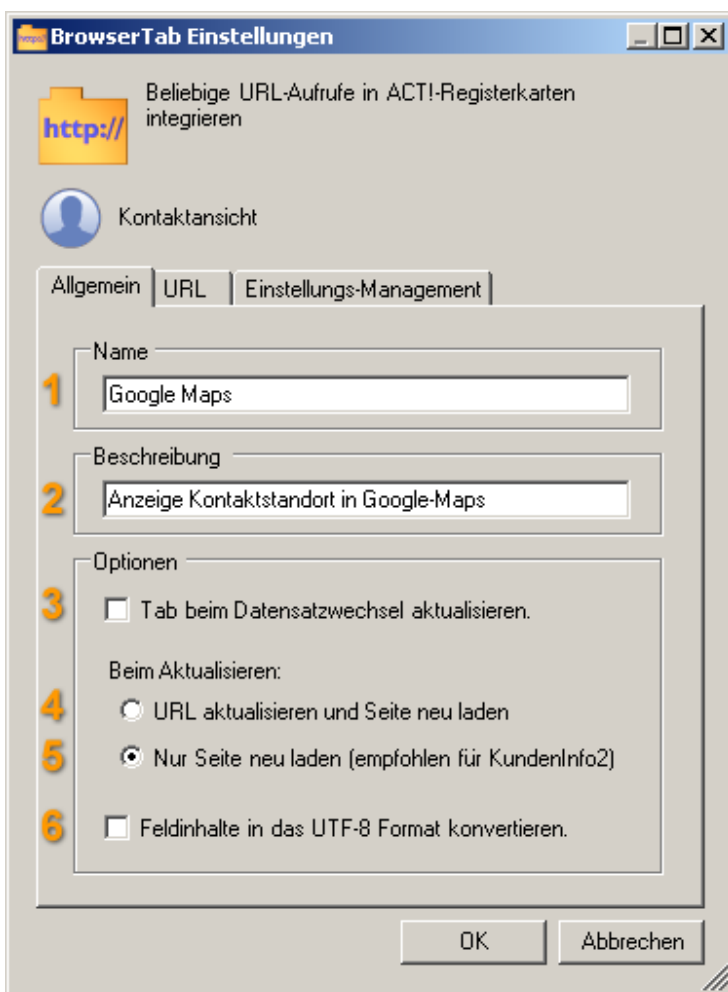 BrowserTab Einstellungen
http://
Beliebige URL-Aufrufe in ACT!-Registerkarten
integrieren
http://
Kontaktansicht
Allgemein
URL
Einstellungs-Management
Name
1
Google Maps
Beschreibung
2
Anzeige Kontaktstandort in Google-Maps
Optionen
3
Tab beim Datensatzwechsel aktualisieren.
Beim Aktualisieren:
4
URL aktualisieren und Seite neu laden
5
Nur Seite neu laden (empfohlen für KundenInfo2)
6
Feldinhalte in das UTF-8 Format konvertieren.
OK
Abbrechen